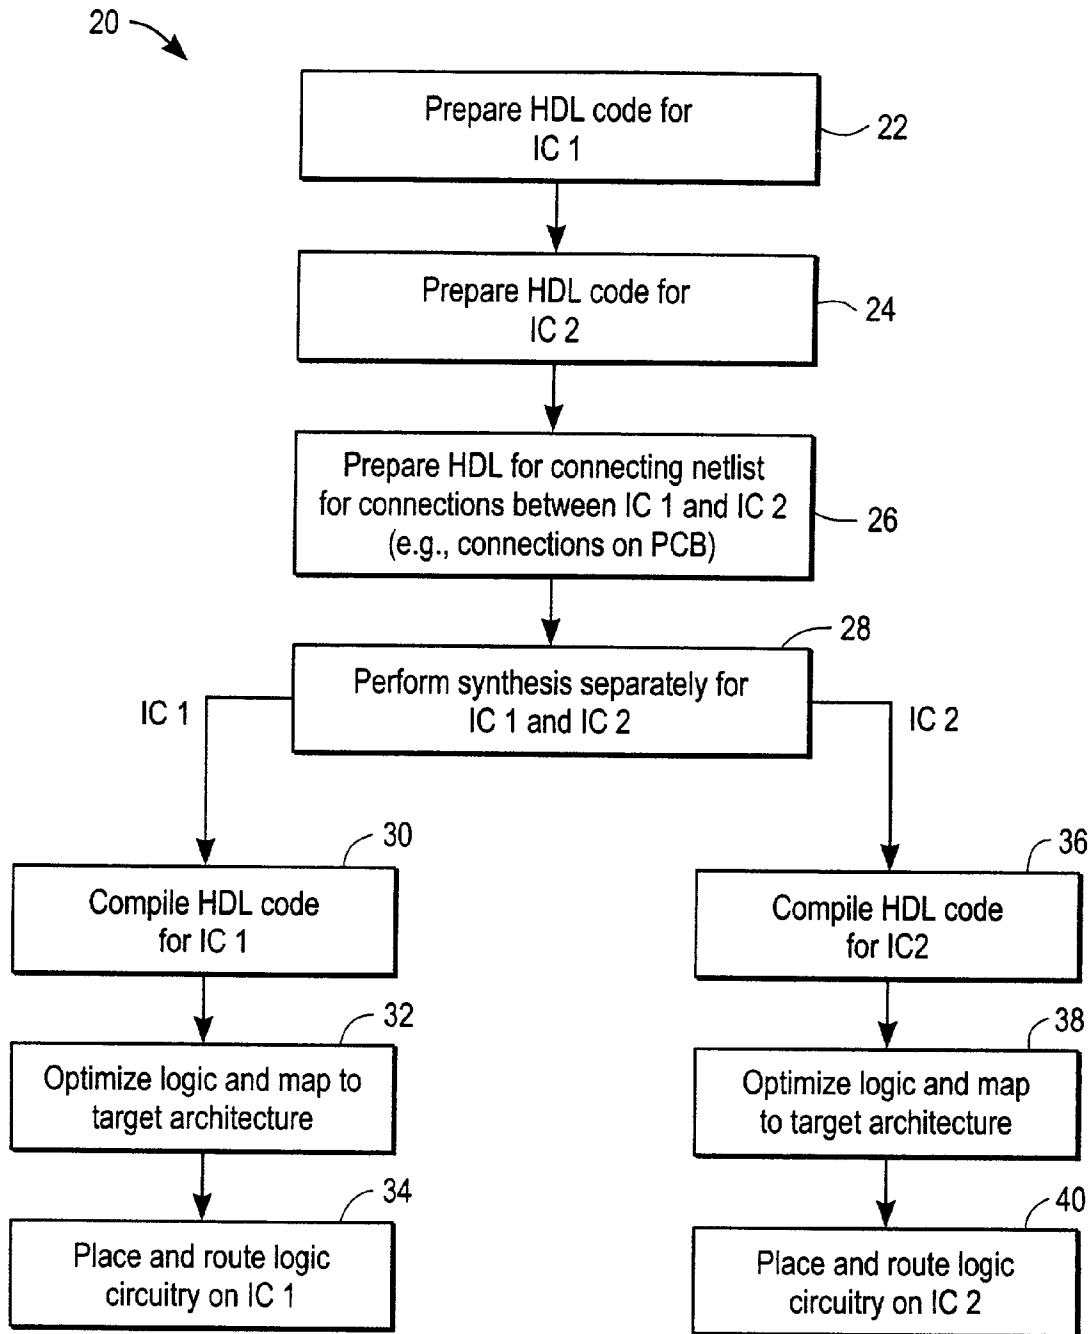 20
Prepare HDL code for
IC 1
22
Prepare HDL code for
IC 2
24
Prepare HDL for connecting netlist
for connections between IC 1 and IC 2
(e.g., connections on PCB)
26
28
Perform synthesis separately for
IC 1 and IC 2
IC 1
IC 2
30
Compile HDL code
for IC 1
32
Optimize logic and map to
target architecture
34
Place and route logic
circuitry on IC 1
36
Compile HDL code
for IC2
38
Optimize logic and map
to target architecture
40
Place and route logic
circuitry on IC 2